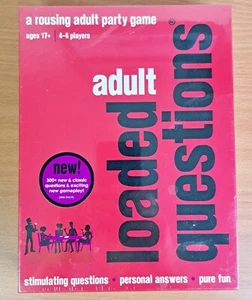 a rousing adult party game
ages 17+ | 4-6 players
adult
loaded
questions®
new!
300+ new & classic
questions & exciting
new gameplay!
stimulating questions • personal answers • pure fun